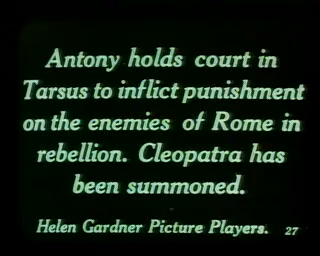 Antony holds court in
Tarsus to inflict punishment
on the enemies of Rome in
rebellion. Cleopatra has
been summoned.
Helen Gardner Picture Players. 27